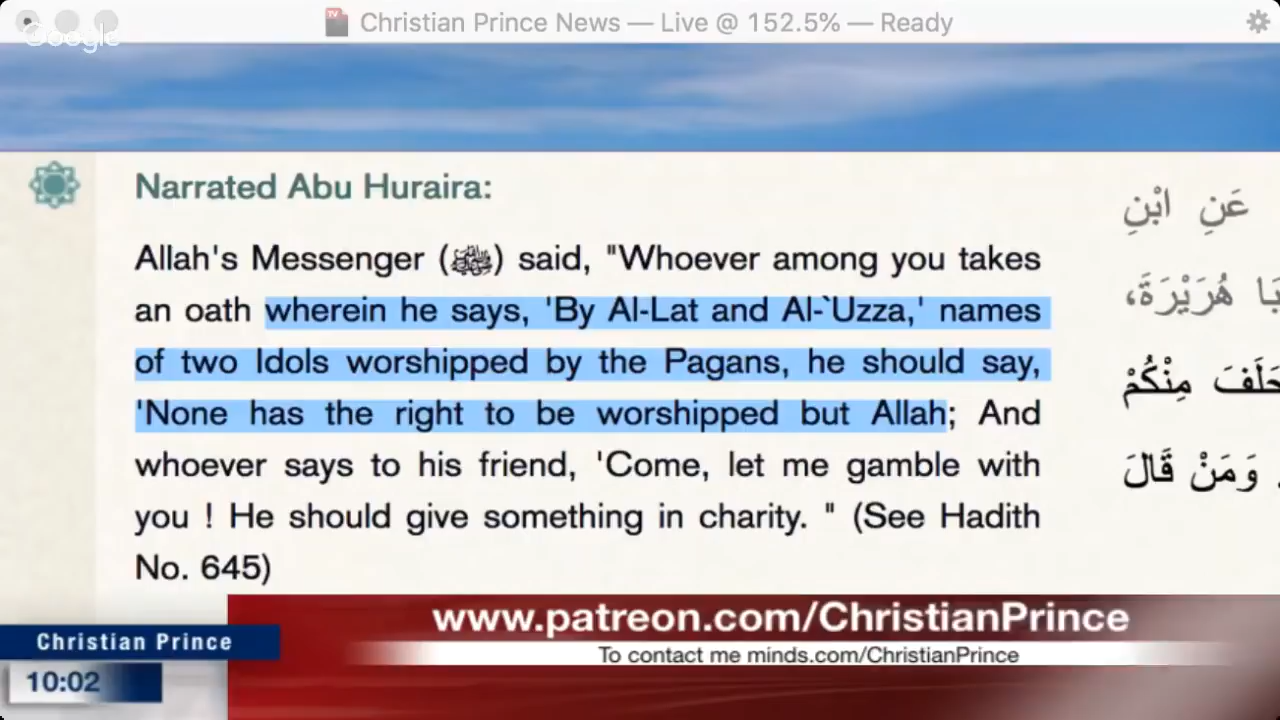 Google
TV
Christian Prince News — Live @ 152.5% — Ready
Narrated Abu Huraira:
Allah's Messenger (ﷺ) said, "Whoever among you takes
an oath wherein he says, 'By Al-Lat and Al-`Uzza,' names
of two Idols worshipped by the Pagans, he should say,
'None has the right to be worshipped but Allah; And
whoever says to his friend, 'Come, let me gamble with
you ! He should give something in charity. " (See Hadith
No. 645)
عَنِ ابْنِ
بَا هُرَيْرَةَ،
حَلَفَ مِنْكُمْ
وَمَنْ قَالَ
www.patreon.com/ChristianPrince
To contact me minds.com/ChristianPrince
Christian Prince
10:02